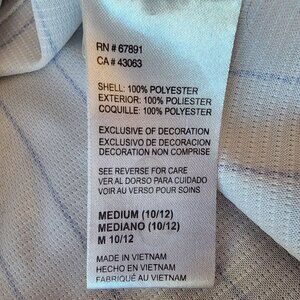 RN # 67891
CA # 43063
SHELL: 100% POLYESTER
EXTERIOR: 100% POLIESTER
COQUILLE: 100% POLYESTER
EXCLUSIVE OF DECORATION
EXCLUSIVO DE DECORACION
DECORATION NON COMPRISE
SEE REVERSE FOR CARE
VER AL DORSO PARA CUIDADO
VOIR AU VERSO POUR SOINS
MEDIUM (10/12)
MEDIANO (10/12)
M 10/12
MADE IN VIETNAM
HECHO EN VIETNAM
FABRIQUÉ AU VIETNAM